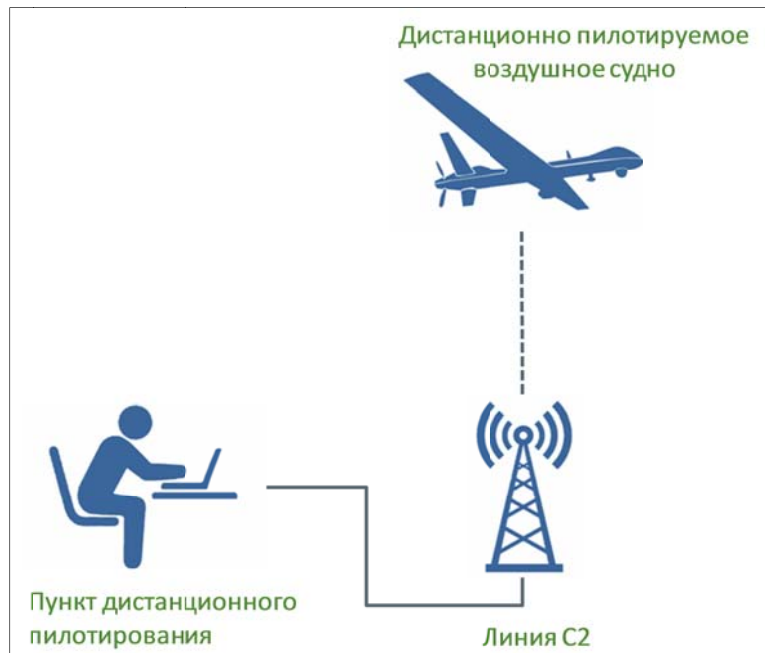 Дистанционно пилотируемое
воздушное судно
Пункт дистанционного
пилотирования
Линия С2